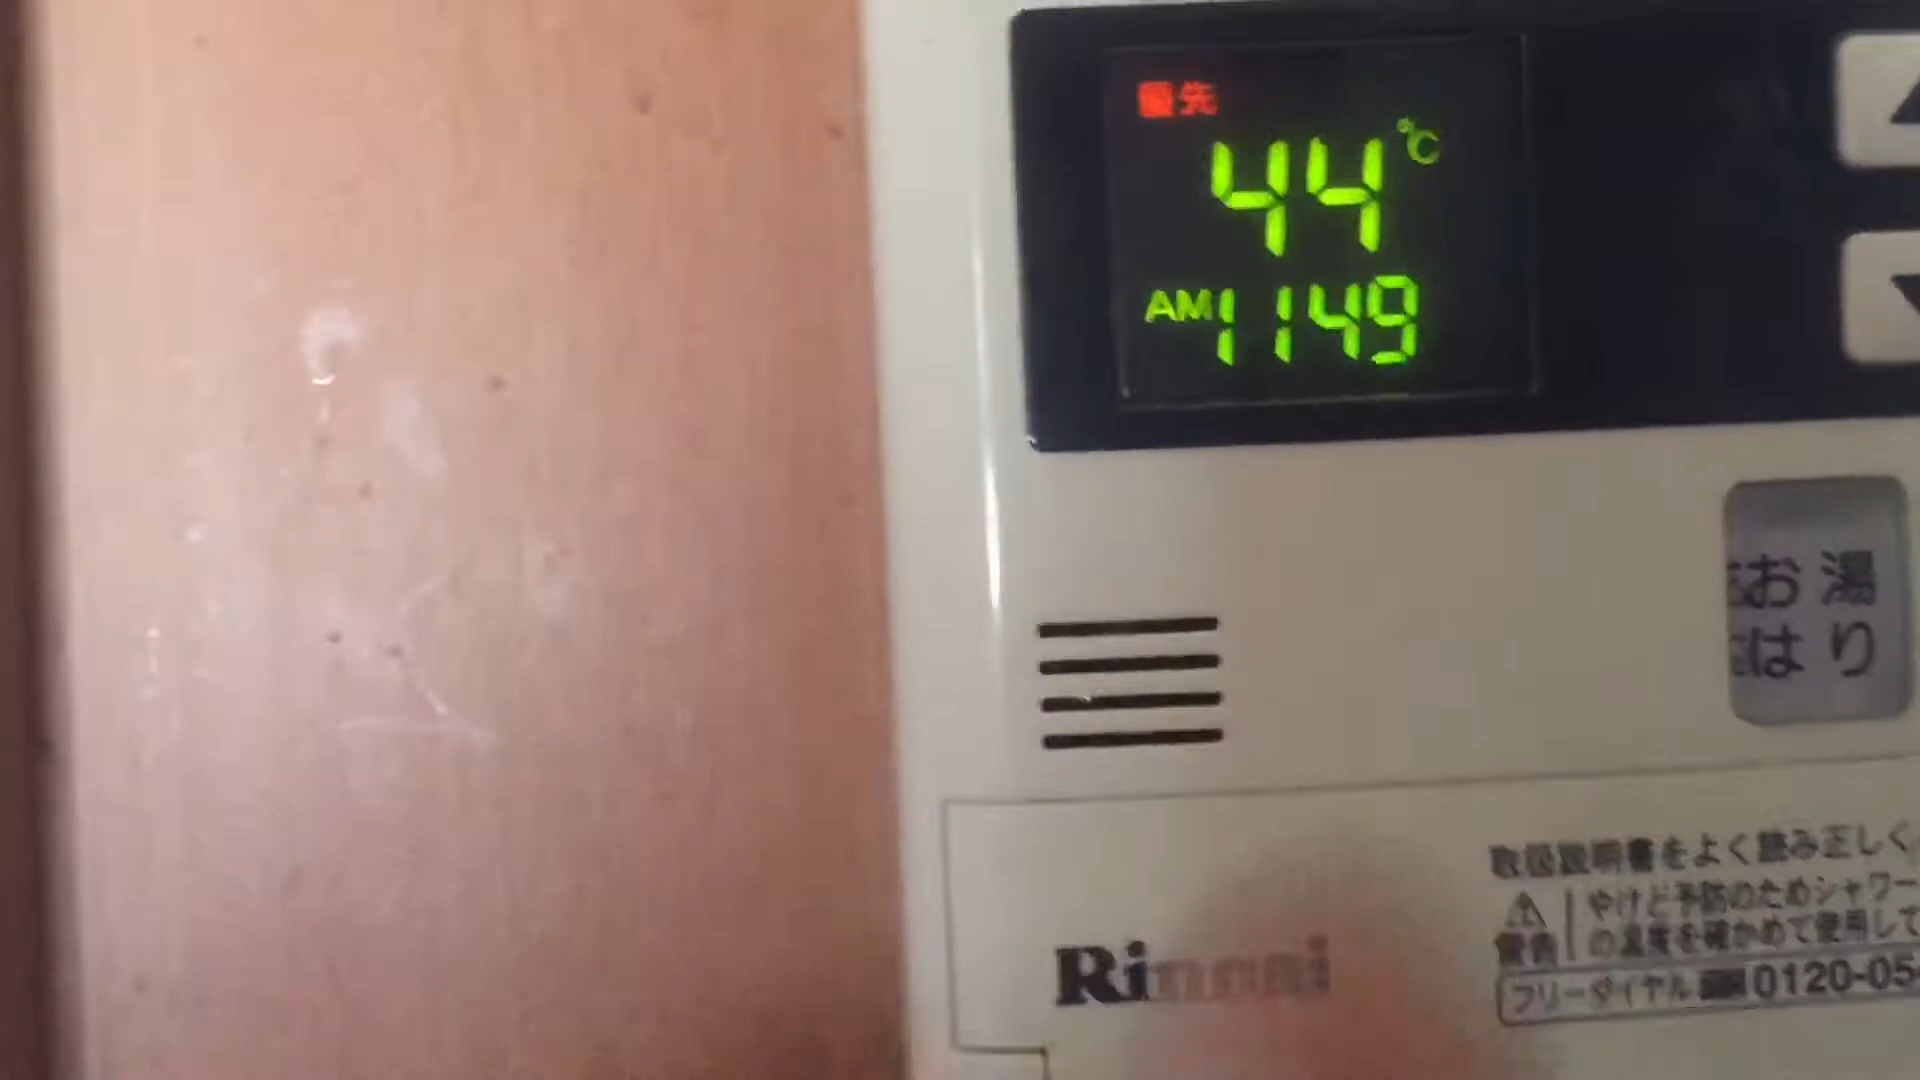 優先
44℃
AM 1149
お湯
はり
取扱説明書をよく読み正しく
やけど予防のためシャワー
警告
の温度を確かめて使用して
Rinnai
フリーダイヤル 0120-05